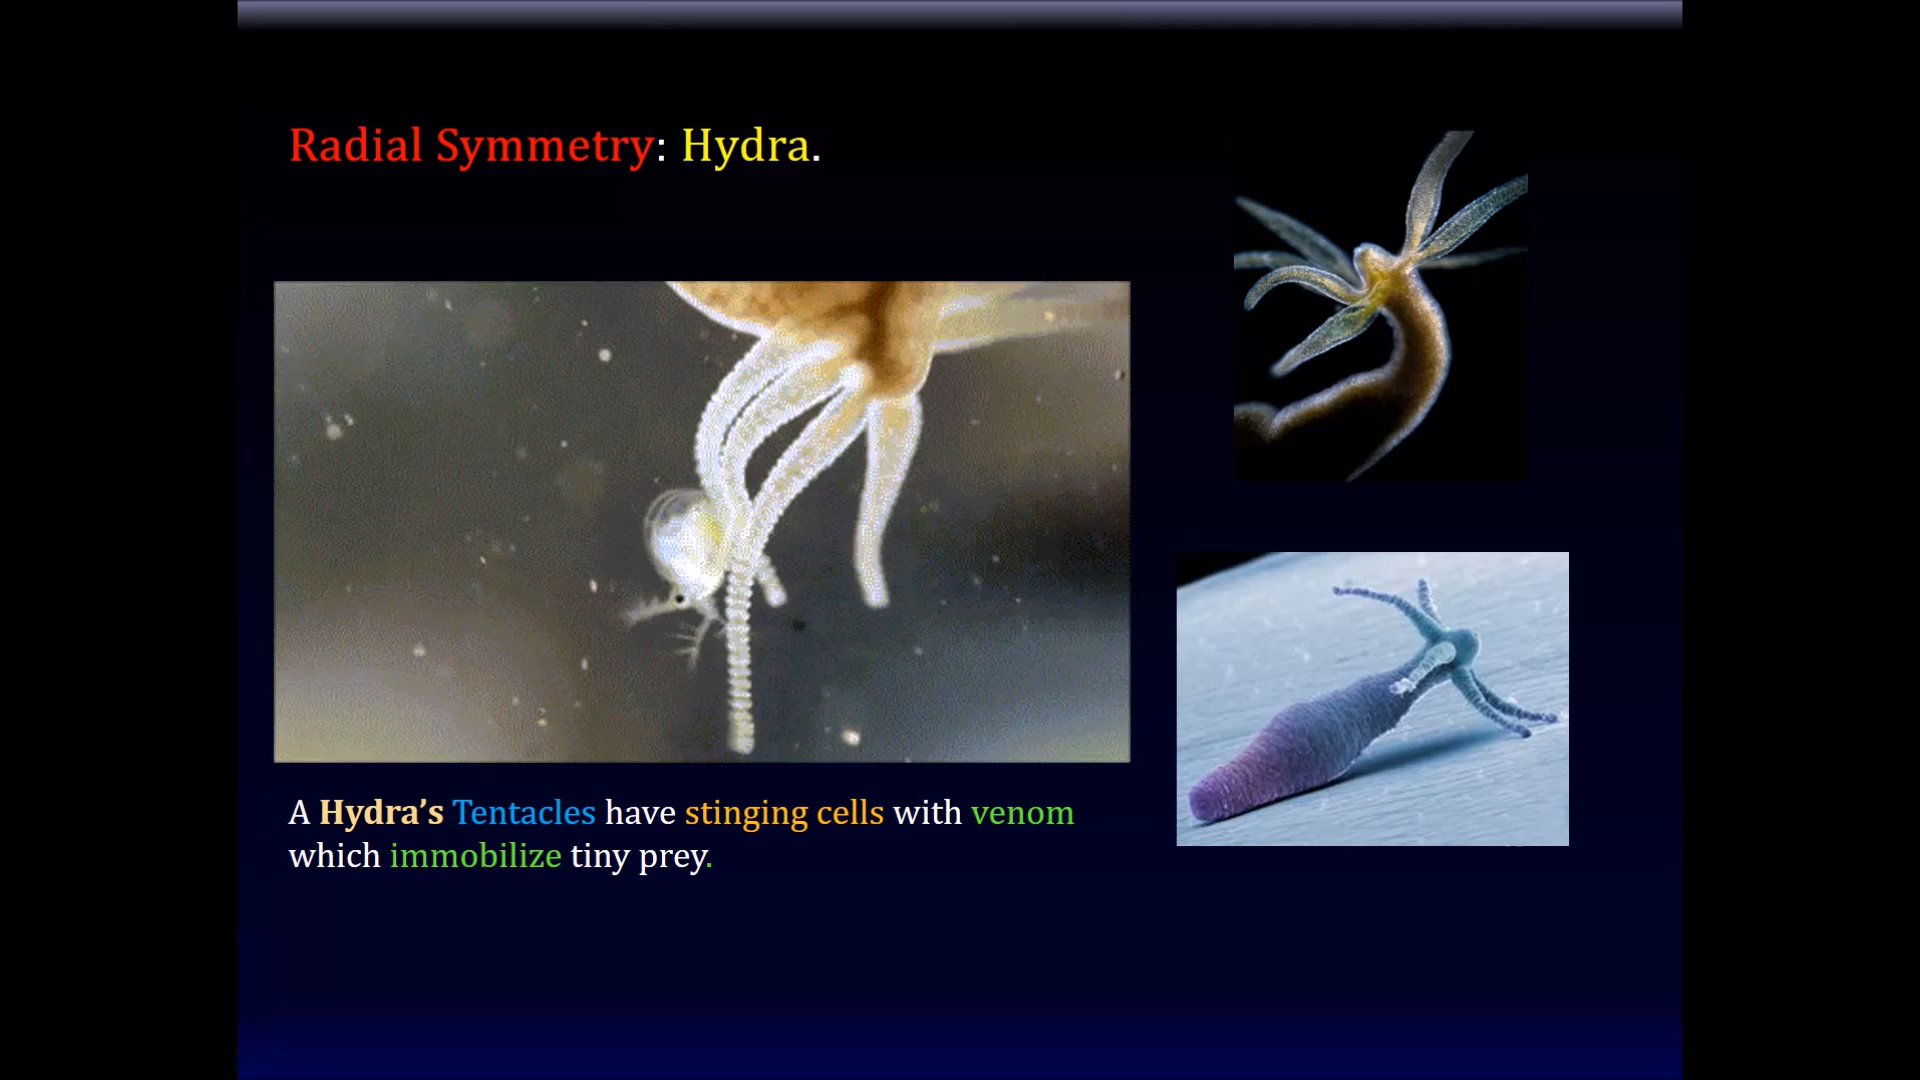 Radial Symmetry: Hydra.
A Hydra’s Tentacles have stinging cells with venom
which immobilize tiny prey.